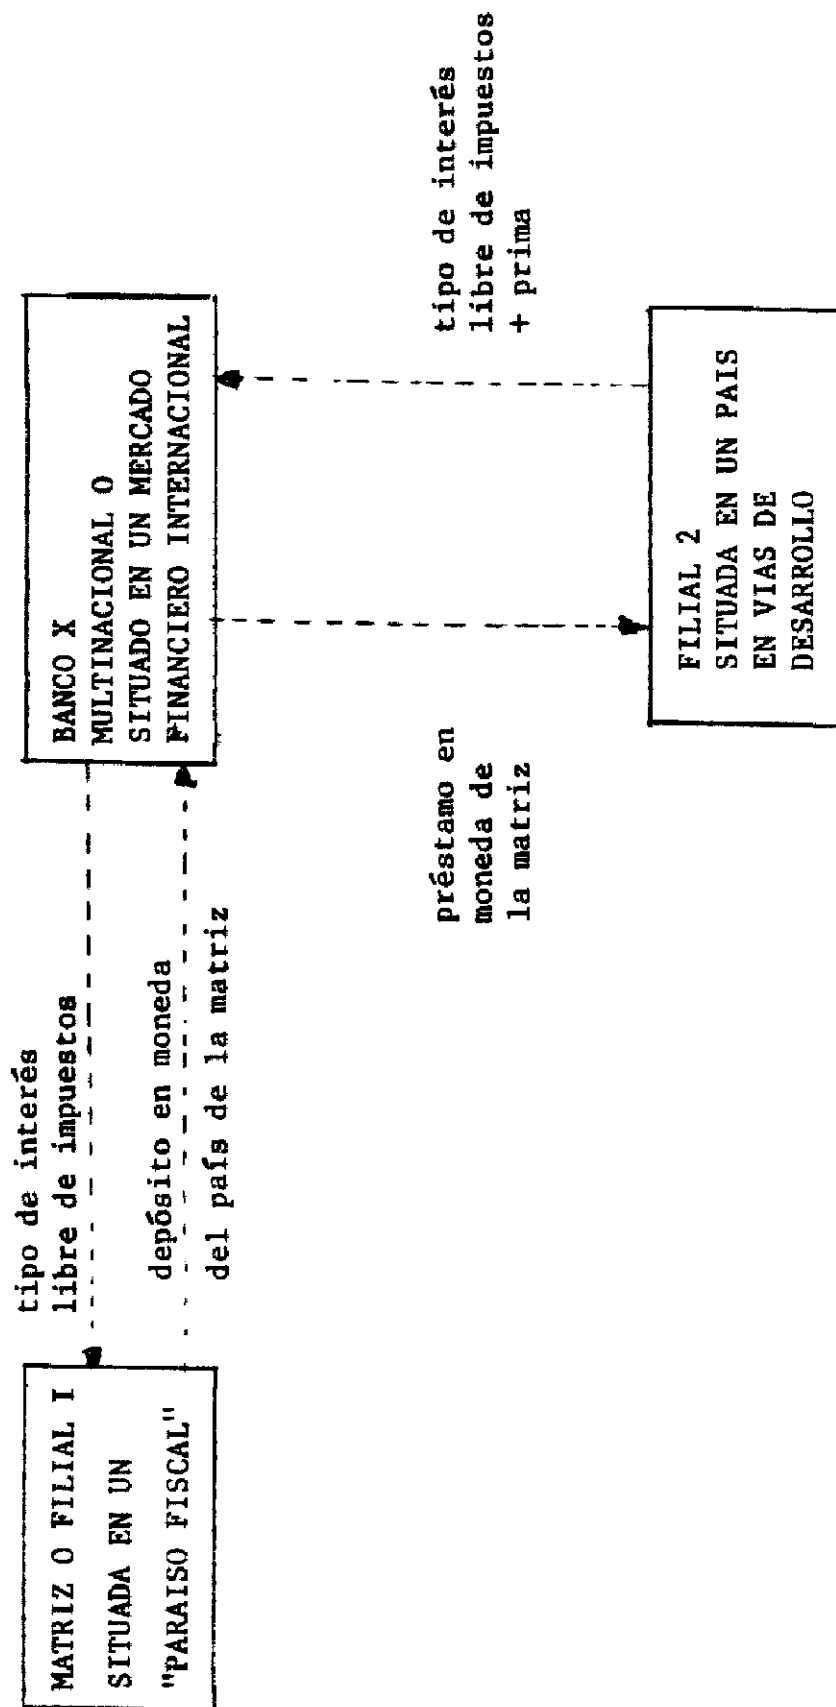 MATRIZ O FILIAL I
SITUADA EN UN
"PARAISO FISCAL"
tipo de interés
libre de impuestos
depósito en moneda
del país de la matriz
BANCO X
MULTINACIONAL O
SITUADO EN UN MERCADO
FINANCIERO INTERNACIONAL
préstamo en
moneda de
la matriz
tipo de interés
libre de impuestos
+ prima
FILIAL 2
SITUADA EN UN PAIS
EN VIAS DE
DESARROLLO